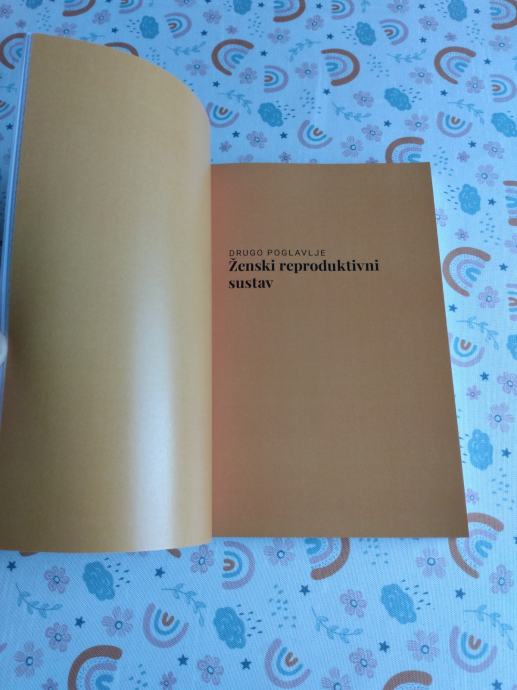 DRUGO POGLAVLJE
Ženski reproduktivni
sustav